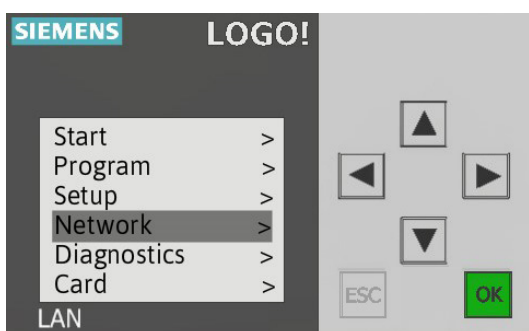 SIEMENS LOGO!
Start >
Program >
Setup >
Network >
Diagnostics >
Card >
LAN
ESC OK